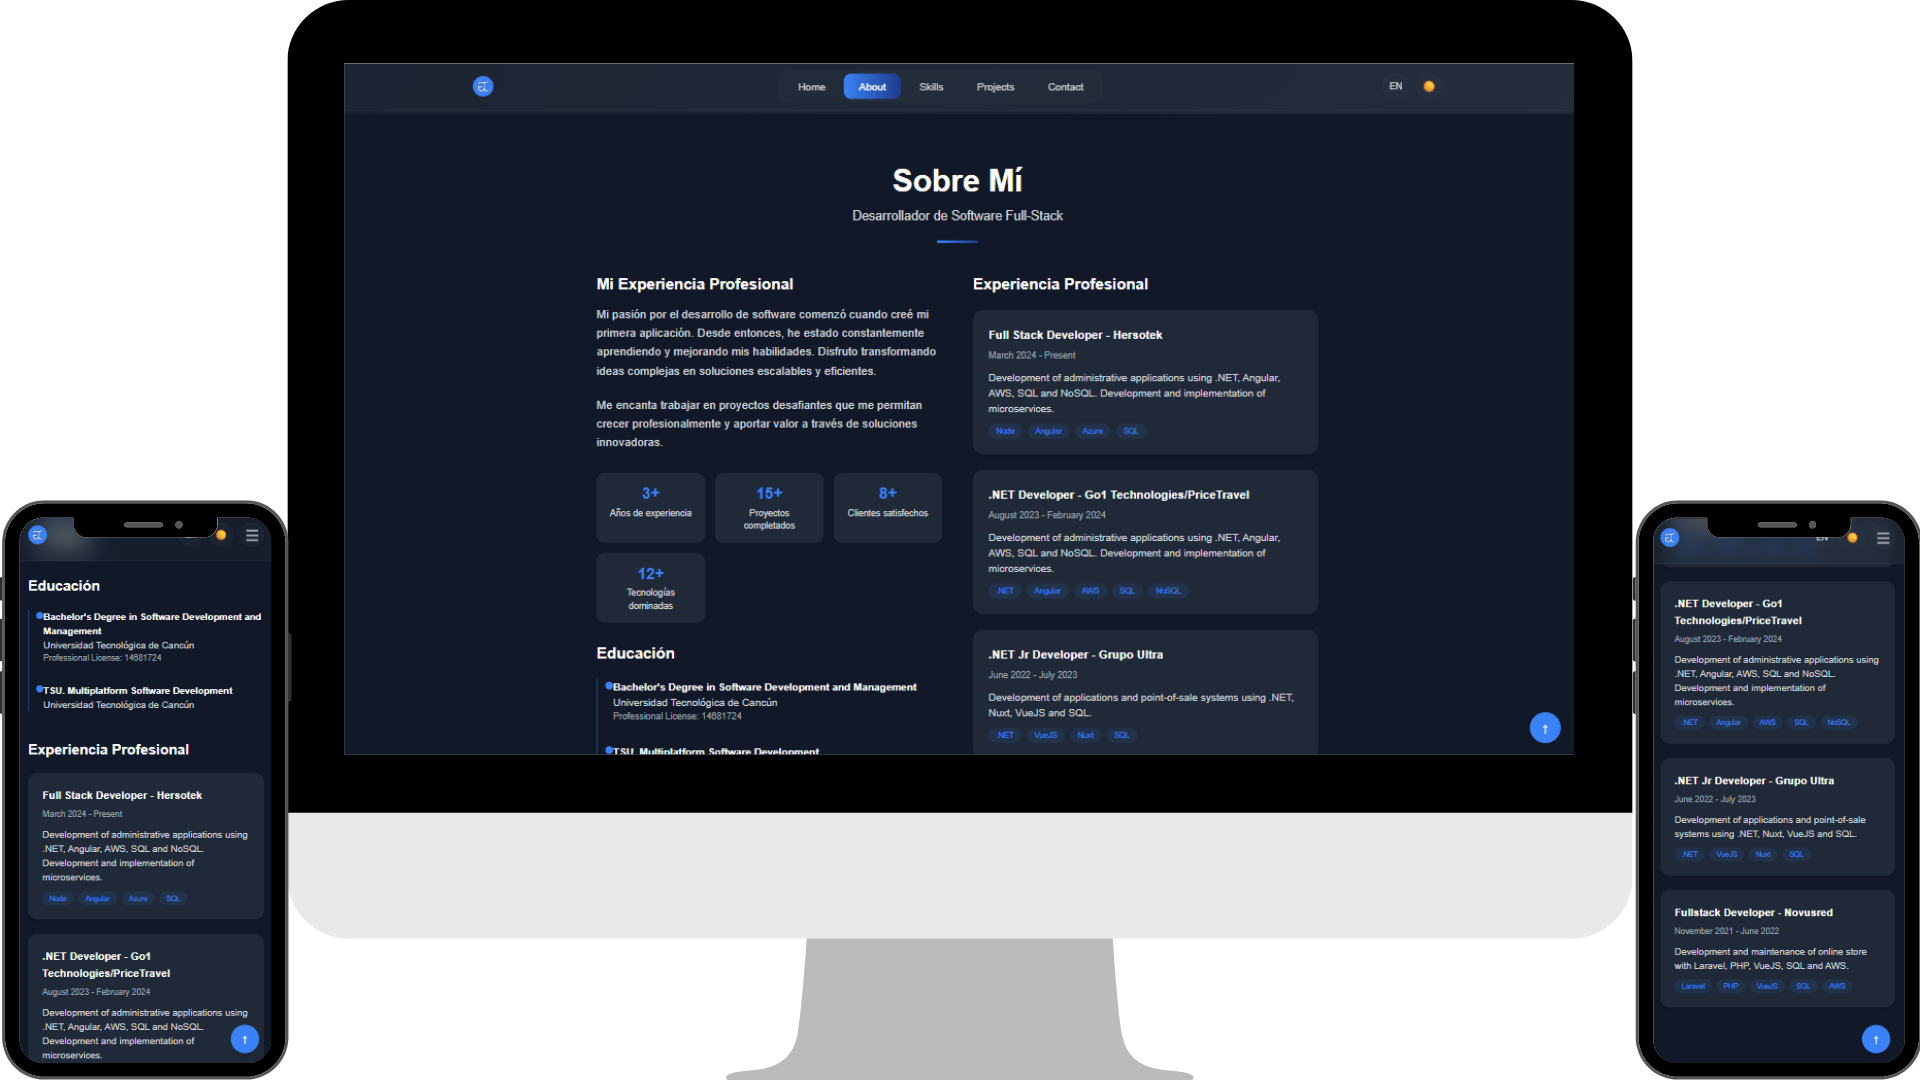 Home
About
Skills
Projects
Contact
EN
Sobre Mí
Desarrollador de Software Full-Stack
Mi Experiencia Profesional
Mi pasión por el desarrollo de software comenzó cuando creé mi
primera aplicación. Desde entonces, he estado constantemente
aprendiendo y mejorando mis habilidades. Disfruto transformando
ideas complejas en soluciones escalables y eficientes.
Me encanta trabajar en proyectos desafiantes que me permitan
crecer profesionalmente y aportar valor a través de soluciones
innovadoras.
3+
Años de experiencia
15+
Proyectos
completados
8+
Clientes satisfechos
12+
Tecnologías
dominadas
Educación
Bachelor's Degree in Software Development and Management
Universidad Tecnológica de Cancún
Professional License: 14681724
TSU. Multiplatform Software Development
Experiencia Profesional
Full Stack Developer - Hersotek
March 2024 - Present
Development of administrative applications using .NET, Angular,
AWS, SQL and NoSQL. Development and implementation of
microservices.
Node Angular Azure SQL
.NET Developer - Go1 Technologies/PriceTravel
August 2023 - February 2024
Development of administrative applications using .NET, Angular,
AWS, SQL and NoSQL. Development and implementation of
microservices.
.NET Angular AWS SQL NoSQL
.NET Jr Developer - Grupo Ultra
June 2022 - July 2023
Development of applications and point-of-sale systems using .NET,
Nuxt, VueJS and SQL.
.NET VueJS Nuxt SQL
↑
Educación
Bachelor's Degree in Software Development and
Management
Universidad Tecnológica de Cancún
Professional License: 14681724
TSU. Multiplatform Software Development
Universidad Tecnológica de Cancún
Experiencia Profesional
Full Stack Developer - Hersotek
March 2024 - Present
Development of administrative applications using
.NET, Angular, AWS, SQL and NoSQL.
Development and implementation of
microservices.
Node Angular Azure SQL
.NET Developer - Go1
Technologies/PriceTravel
August 2023 - February 2024
Development of administrative applications using
.NET, Angular, AWS, SQL and NoSQL.
Development and implementation of
microservices.
↑
EN
.NET Developer - Go1
Technologies/PriceTravel
August 2023 - February 2024
Development of administrative applications using
.NET, Angular, AWS, SQL and NoSQL.
Development and implementation of
microservices.
.NET Angular AWS SQL NoSQL
.NET Jr Developer - Grupo Ultra
June 2022 - July 2023
Development of applications and point-of-sale
systems using .NET, Nuxt, VueJS and SQL.
.NET VueJS Nuxt SQL
Fullstack Developer - Novusred
November 2021 - June 2022
Development and maintenance of online store
with Laravel, PHP, VueJS, SQL and AWS.
Laravel PHP VueJS SQL AWS
↑